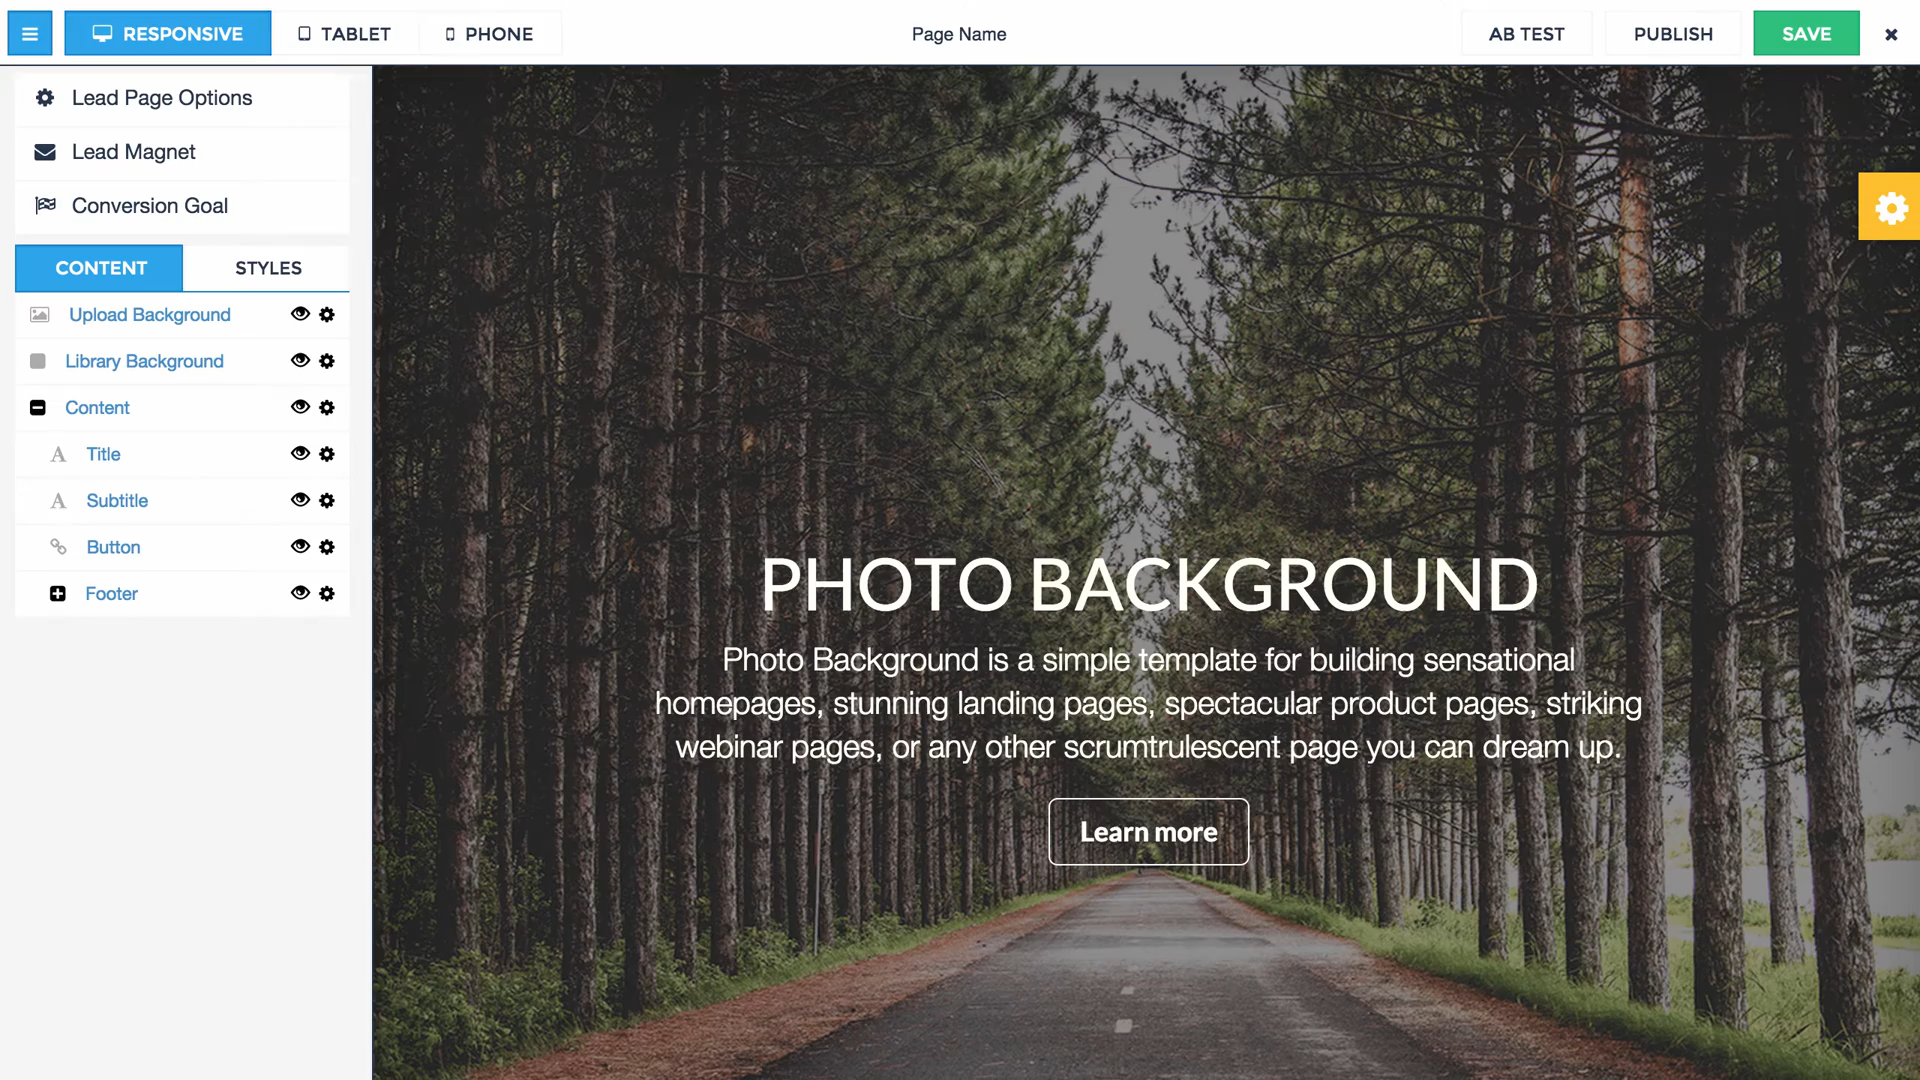 RESPONSIVE
TABLET
PHONE
Page Name
AB TEST
PUBLISH
SAVE
Lead Page Options
Lead Magnet
Conversion Goal
CONTENT
STYLES
Upload Background
Library Background
Content
A Title
A Subtitle
Button
Footer
PHOTO BACKGROUND
Photo Background is a simple template for building sensational
homepages, stunning landing pages, spectacular product pages, striking
webinar pages, or any other scrumtrulescent page you can dream up.
Learn more